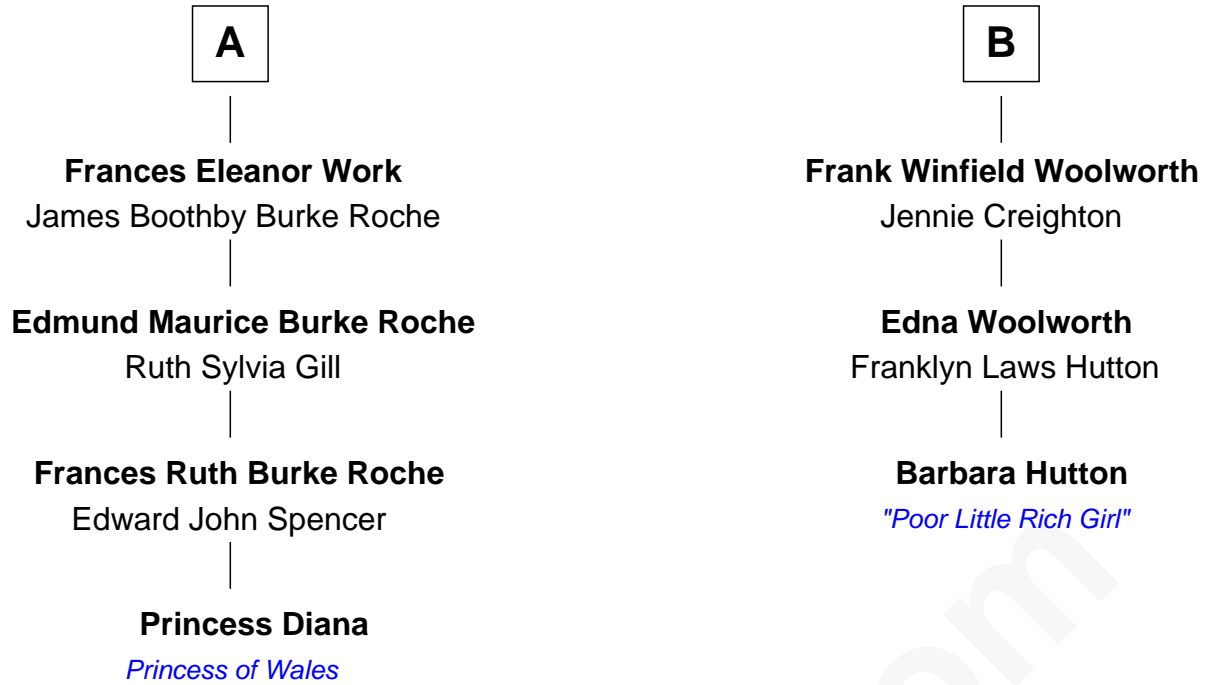 A
Frances Eleanor Work
James Boothby Burke Roche
Edmund Maurice Burke Roche
Ruth Sylvia Gill
Frances Ruth Burke Roche
Edward John Spencer
Princess Diana
Princess of Wales
B
Frank Winfield Woolworth
Jennie Creighton
Edna Woolworth
Franklyn Laws Hutton
Barbara Hutton
"Poor Little Rich Girl"
om